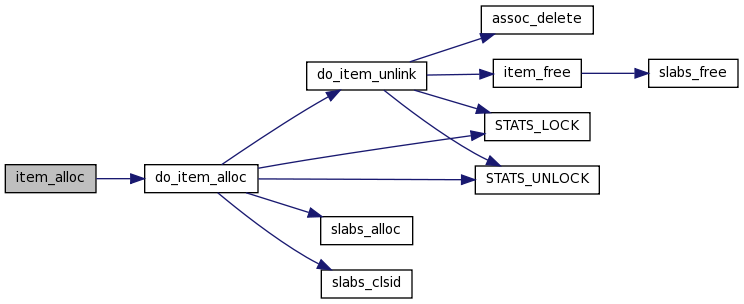 assoc_delete
do_item_unlink
item_free
slabs_free
STATS_LOCK
item_alloc
do_item_alloc
STATS_UNLOCK
slabs_alloc
slabs_clsid